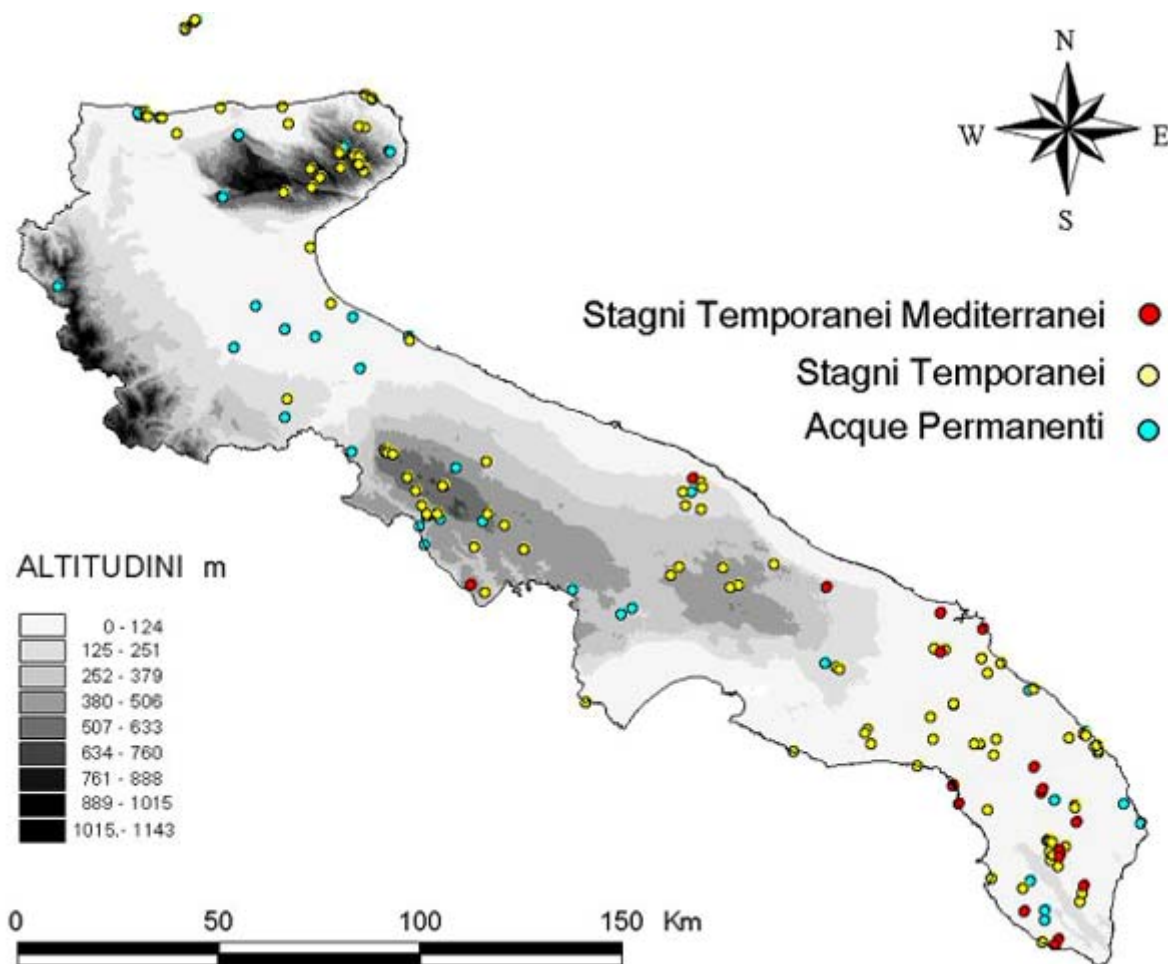 N
W E
S
Stagni Temporanei Mediterranei
Stagni Temporanei
Acque Permanenti
ALTITUDINI m
0 - 124
125 - 251
252 - 379
380 - 506
507 - 633
634 - 760
761 - 888
889 - 1015
1015.- 1143
0 50 100 150 Km